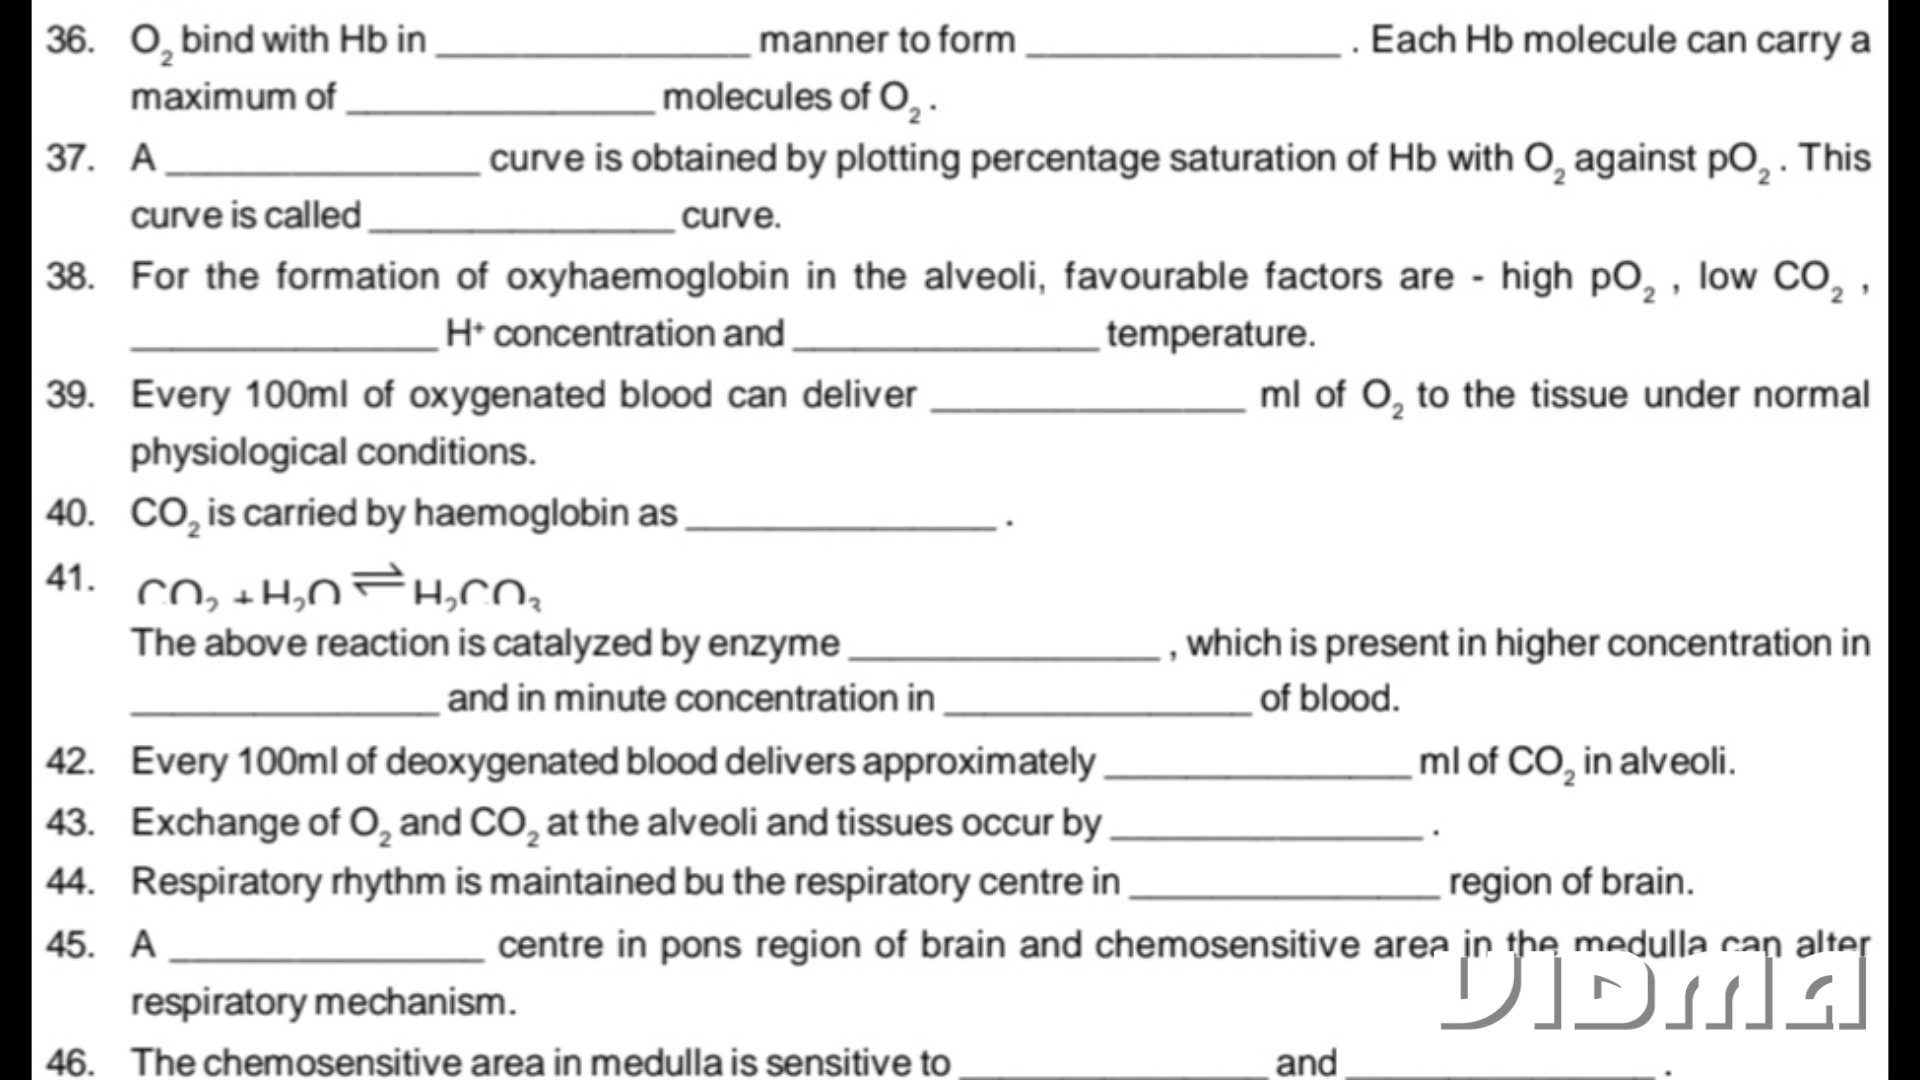 36. O₂ bind with Hb in _______________ manner to form _______________ . Each Hb molecule can carry a
maximum of _______________ molecules of O₂ .
37. A _______________ curve is obtained by plotting percentage saturation of Hb with O₂ against pO₂ . This
curve is called _______________ curve.
38. For the formation of oxyhaemoglobin in the alveoli, favourable factors are - high pO₂ , low CO₂ ,
_______________ H⁺ concentration and _______________ temperature.
39. Every 100ml of oxygenated blood can deliver _______________ ml of O₂ to the tissue under normal
physiological conditions.
40. CO₂ is carried by haemoglobin as _______________ .
41. CO₂ + H₂O ⇌ H₂CO₃
The above reaction is catalyzed by enzyme _______________ , which is present in higher concentration in
_______________ and in minute concentration in _______________ of blood.
42. Every 100ml of deoxygenated blood delivers approximately _______________ ml of CO₂ in alveoli.
43. Exchange of O₂ and CO₂ at the alveoli and tissues occur by _______________ .
44. Respiratory rhythm is maintained bu the respiratory centre in _______________ region of brain.
45. A _______________ centre in pons region of brain and chemosensitive area in the medulla can alter
respiratory mechanism.
46. The chemosensitive area in medulla is sensitive to _______________ and _______________ .
VIDMA